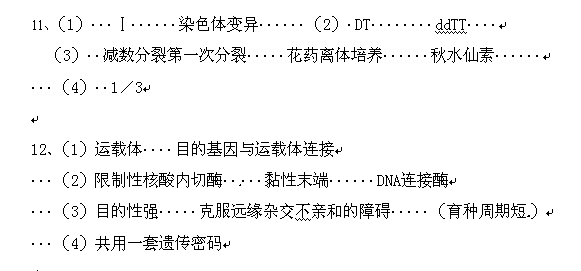 11、（1）···Ⅰ······染色体变异······（2）·DT········ddTT····
（3）··减数分裂第一次分裂·····花药离体培养······秋水仙素······
···（4）··1／3
12、（1）运载体····目的基因与运载体连接
···（2）限制性核酸内切酶·····黏性末端······DNA连接酶
···（3）目的性强·····克服远缘杂交不亲和的障碍·····（育种周期短.）
···（4）共用一套遗传密码